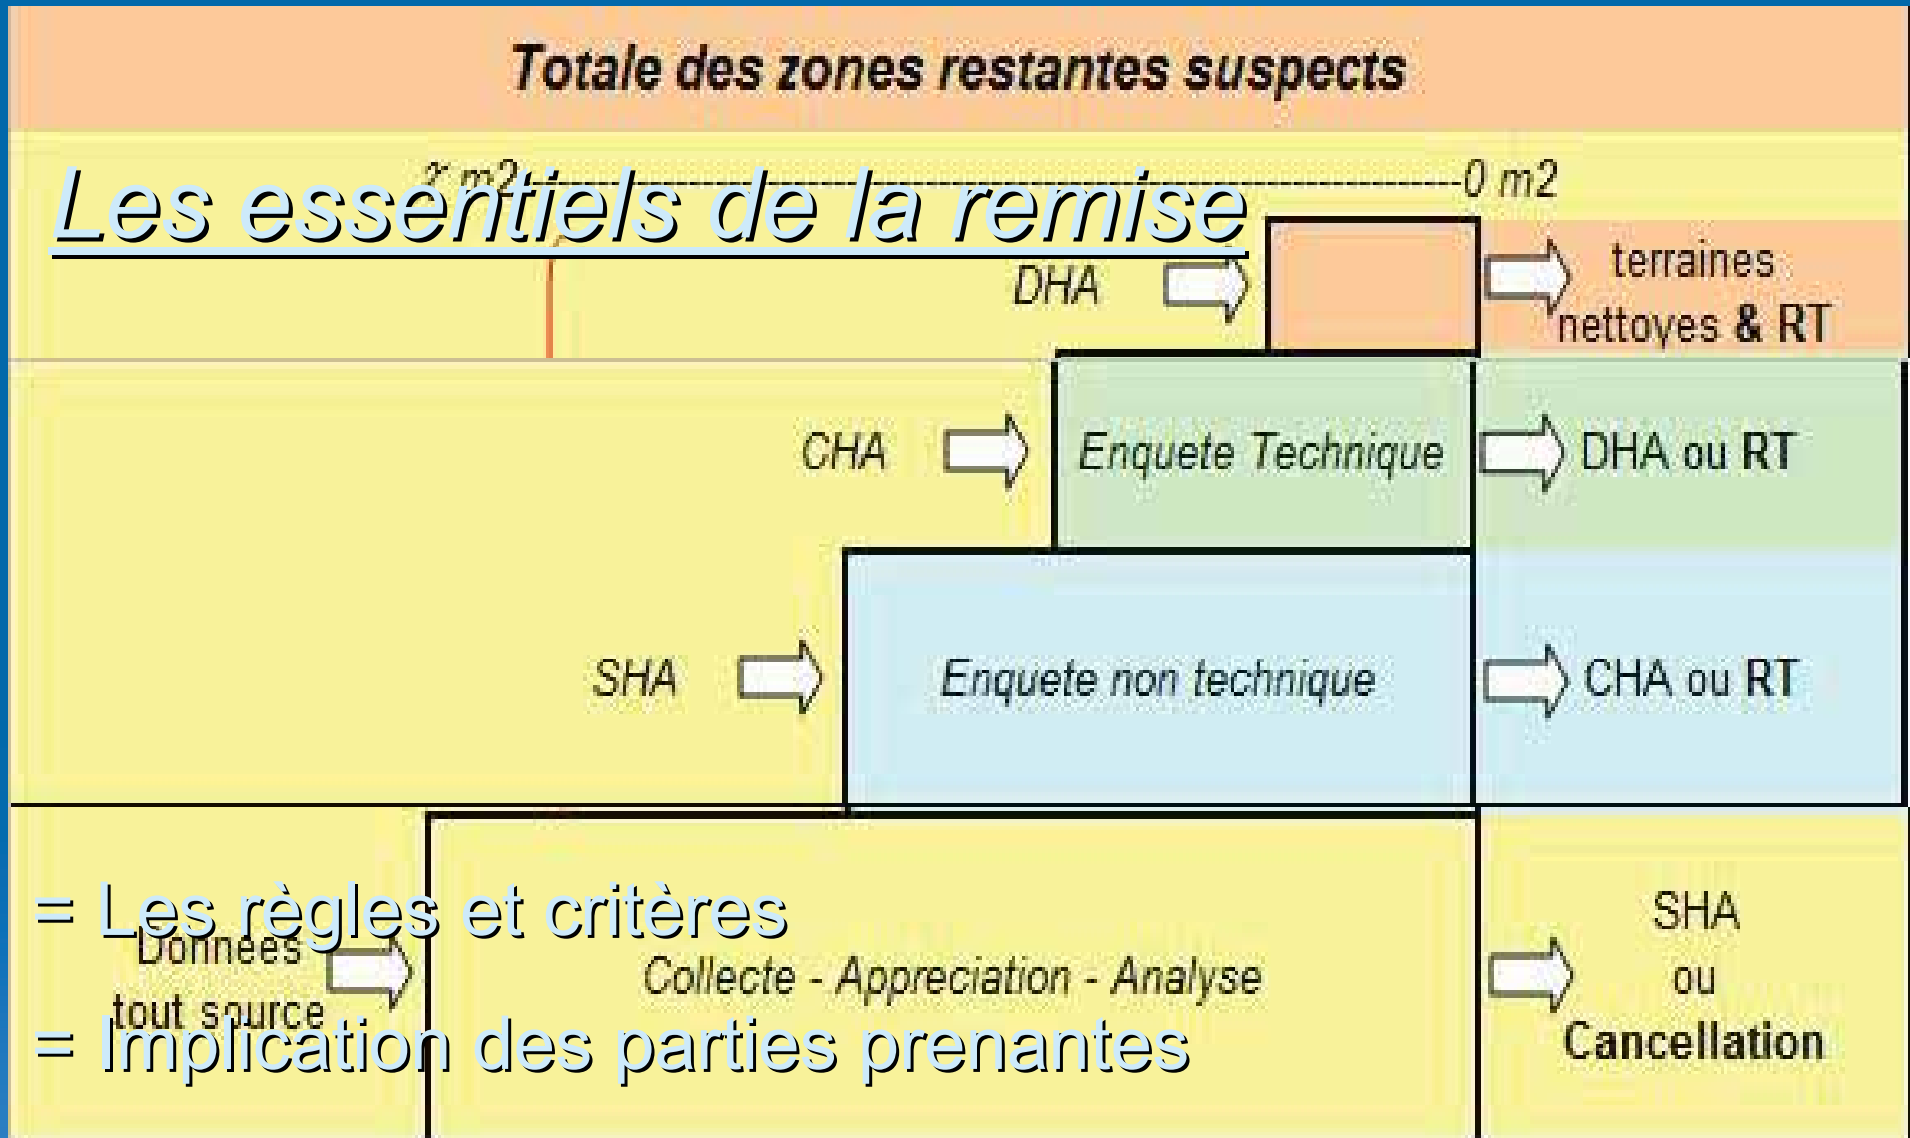 Totale des zones restantes suspects
Les essentiels de la remise
m2 -------------------- 0 m2
DHA
terraines
nettoyes & RT
CHA
Enquete Technique
DHA ou RT
SHA
Enquete non technique
CHA ou RT
= Les règles et critères
Données
tout source
Collecte - Appreciation - Analyse
SHA
ou
Cancellation
= Implication des parties prenantes